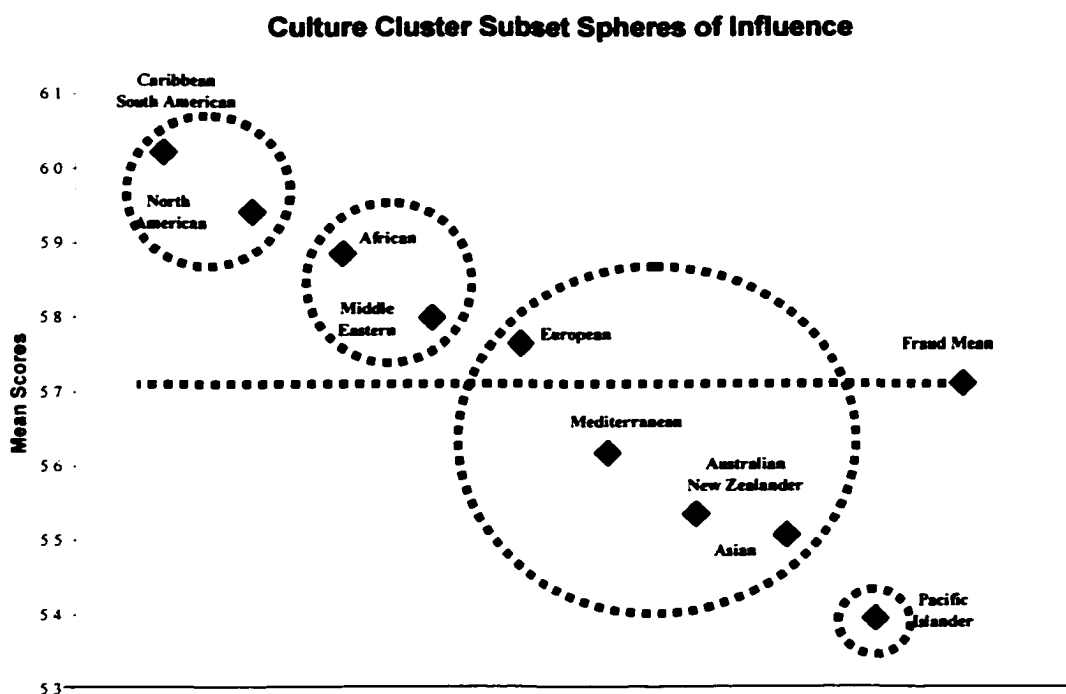 Culture Cluster Subset Spheres of Influence
Caribbean
South American
61
60
North
American
59
African
58
Middle
Eastern
European
Fraud Mean
57
Mean Scores
Mediterranean
56
Australian
New Zealander
55
Asian
Pacific
Islander
54
53